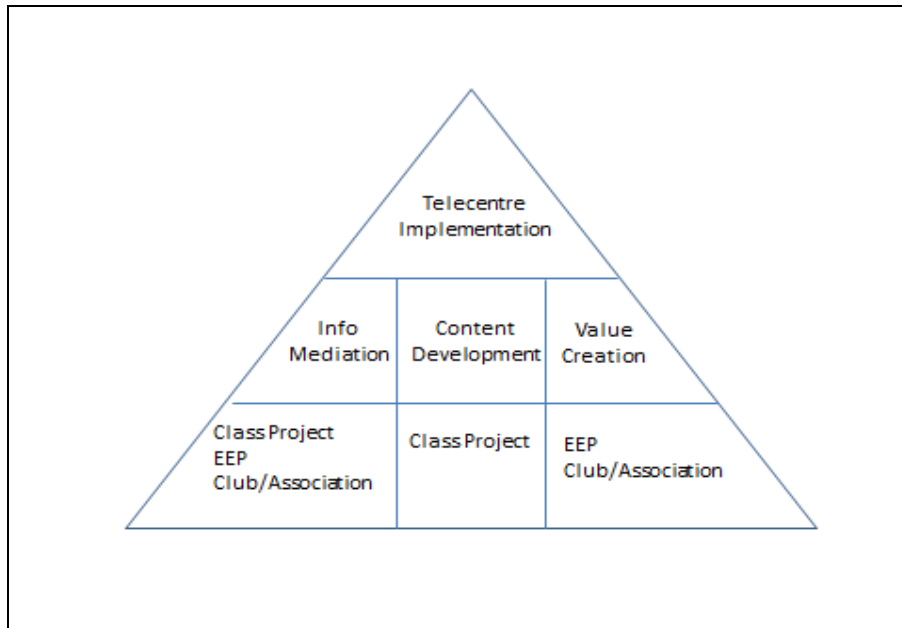 Telecentre
Implementation
Info
Mediation
Content
Development
Value
Creation
Class Project
EEP
Club/Association
Class Project
EEP
Club/Association